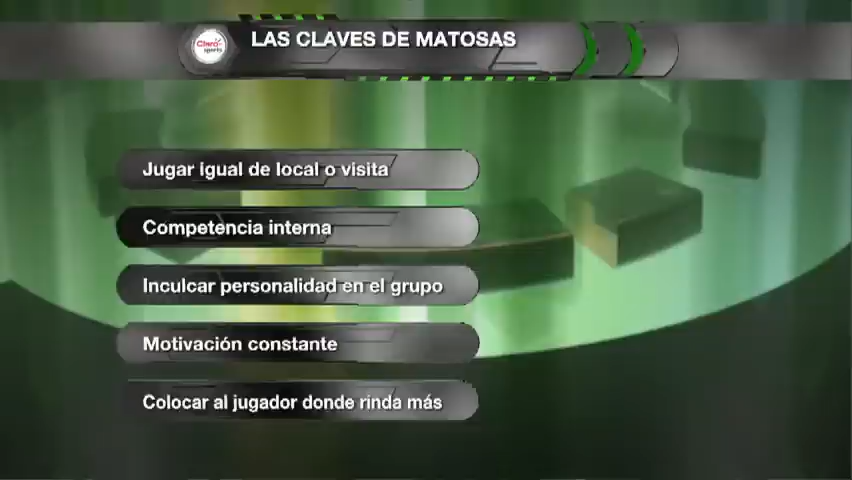 Claro-
sports
LAS CLAVES DE MATOSAS
Jugar igual de local o visita
Competencia interna
Inculcar personalidad en el grupo
Motivación constante
Colocar al jugador donde rinda más